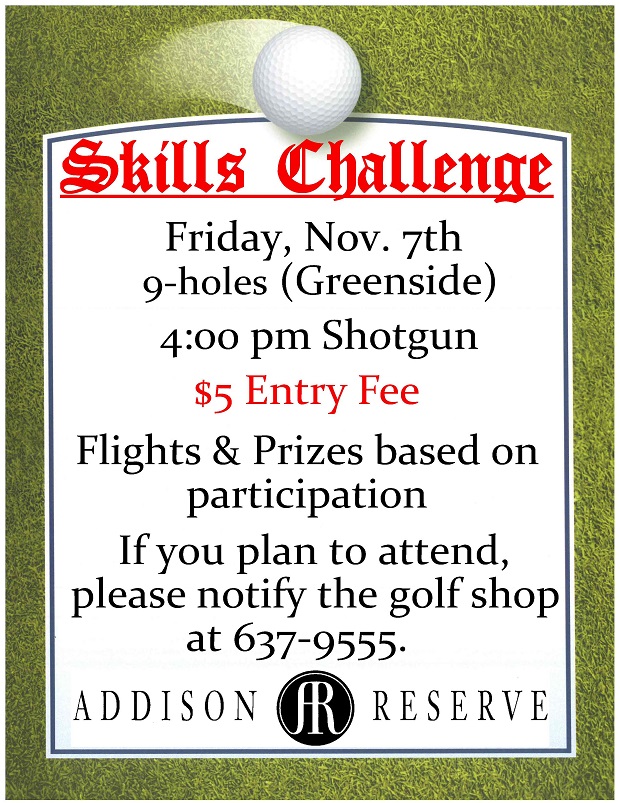 Skills Challenge
Friday, Nov. 7th
9-holes (Greenside)
4:00 pm Shotgun
$5 Entry Fee
Flights & Prizes based on
participation
If you plan to attend,
please notify the golf shop
at 637-9555.
ADDISON AR RESERVE